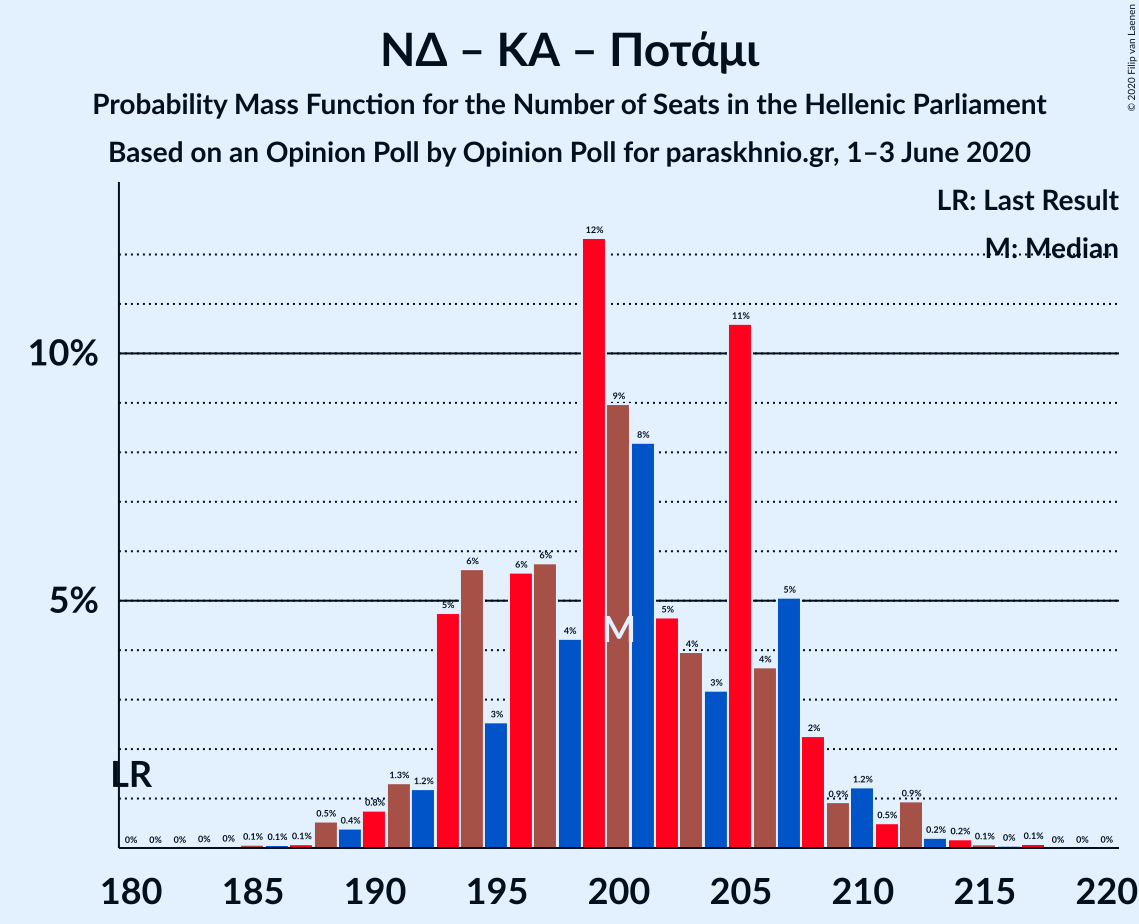 ΝΔ – ΚΑ – Ποτάμι
Probability Mass Function for the Number of Seats in the Hellenic Parliament
Based on an Opinion Poll by Opinion Poll for paraskhnio.gr, 1–3 June 2020
© 2020 Filip van Laenen
LR: Last Result
M: Median
10%
5%
LR
M
0% 0% 0% 0% 0% 0.1% 0.1% 0.1% 0.5% 0.4% 0.8% 1.3% 1.2% 5% 6% 3% 6% 6% 4% 12% 9% 8% 5% 4% 3% 11% 4% 5% 2% 0.9% 1.2% 0.5% 0.9% 0.2% 0.2% 0.1% 0% 0.1% 0% 0% 0%
180 185 190 195 200 205 210 215 220